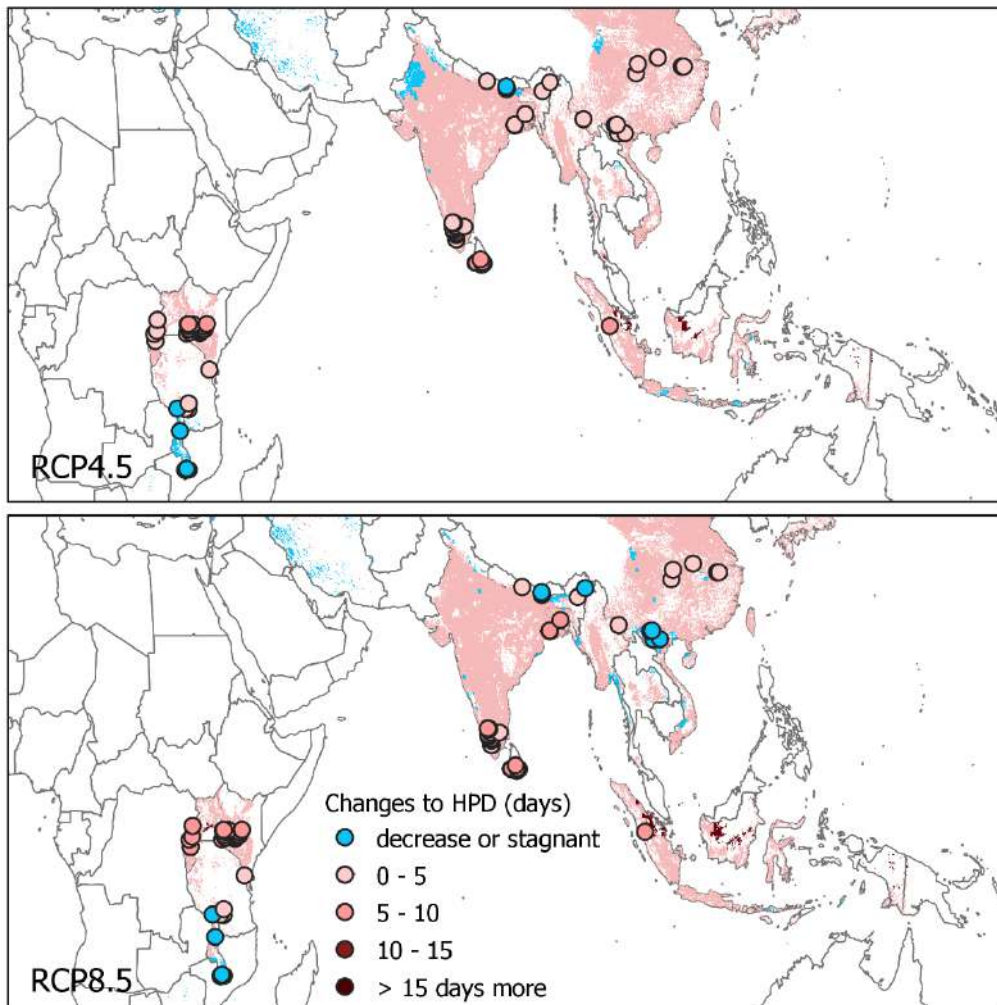 RCP4.5
Changes to HPD (days)
decrease or stagnant
0 - 5
5 - 10
10 - 15
> 15 days more
RCP8.5